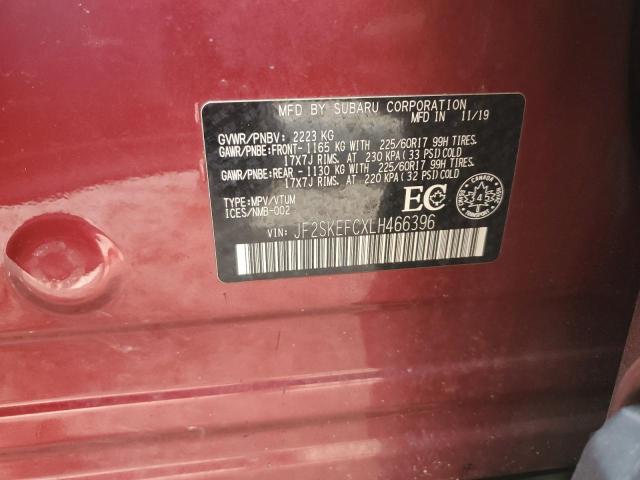 MFD BY SUBARU CORPORATION
MFD IN 11/19
GVWR/PNBV: 2223 KG
GAWR/PNBE:FRONT-1165 KG WITH 225/60R17 99H TIRES.
17X7J RIMS. AT 230 KPA(33 PSI)COLD
GAWR/PNBE:REAR -1130 KG WITH 225/60R17 99H TIRES.
17X7J RIMS. AT 220 KPA(32 PSI)COLD
TYPE:MPV/VTUM
ICES/NMB-002
EC
CANADA
VIN: JF2SKEFCXLH466396